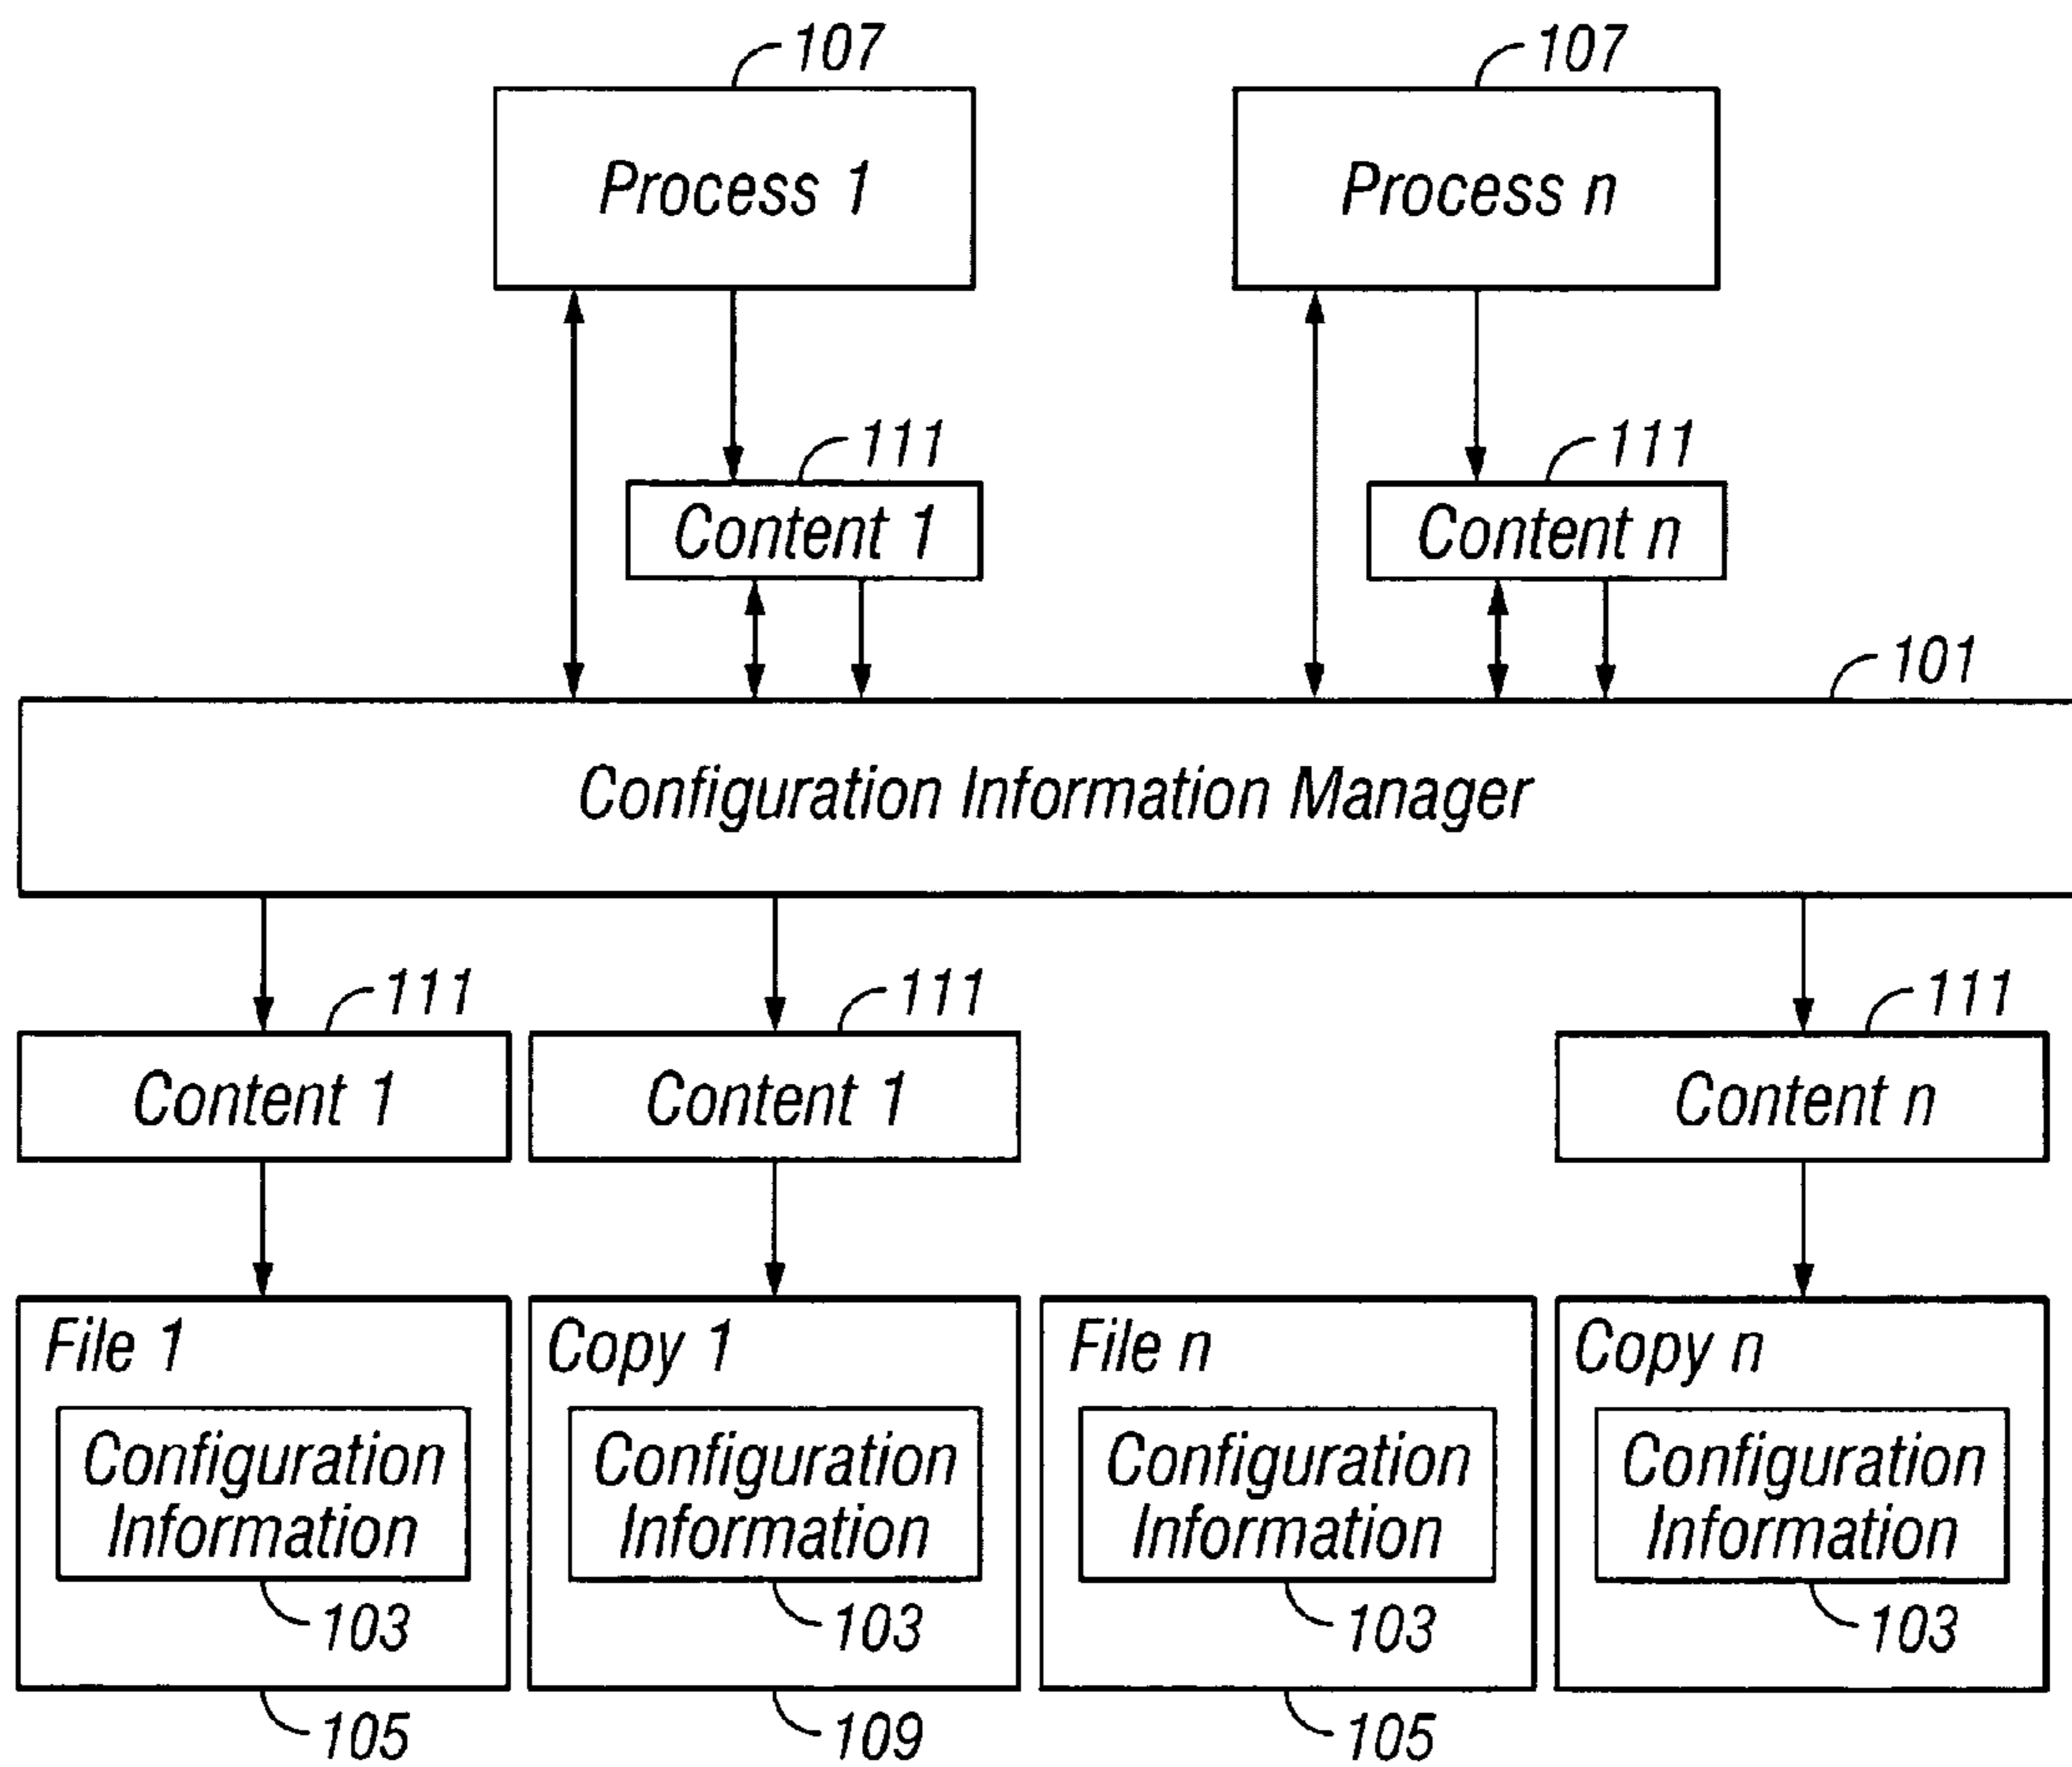 107
107
Process 1
Process n
111
111
Content 1
Content n
101
Configuration Information Manager
111
111
111
Content 1
Content 1
Content n
File 1
Copy 1
File n
Copy n
Configuration
Information
Configuration
Information
Configuration
Information
Configuration
Information
103
103
103
103
105
109
105